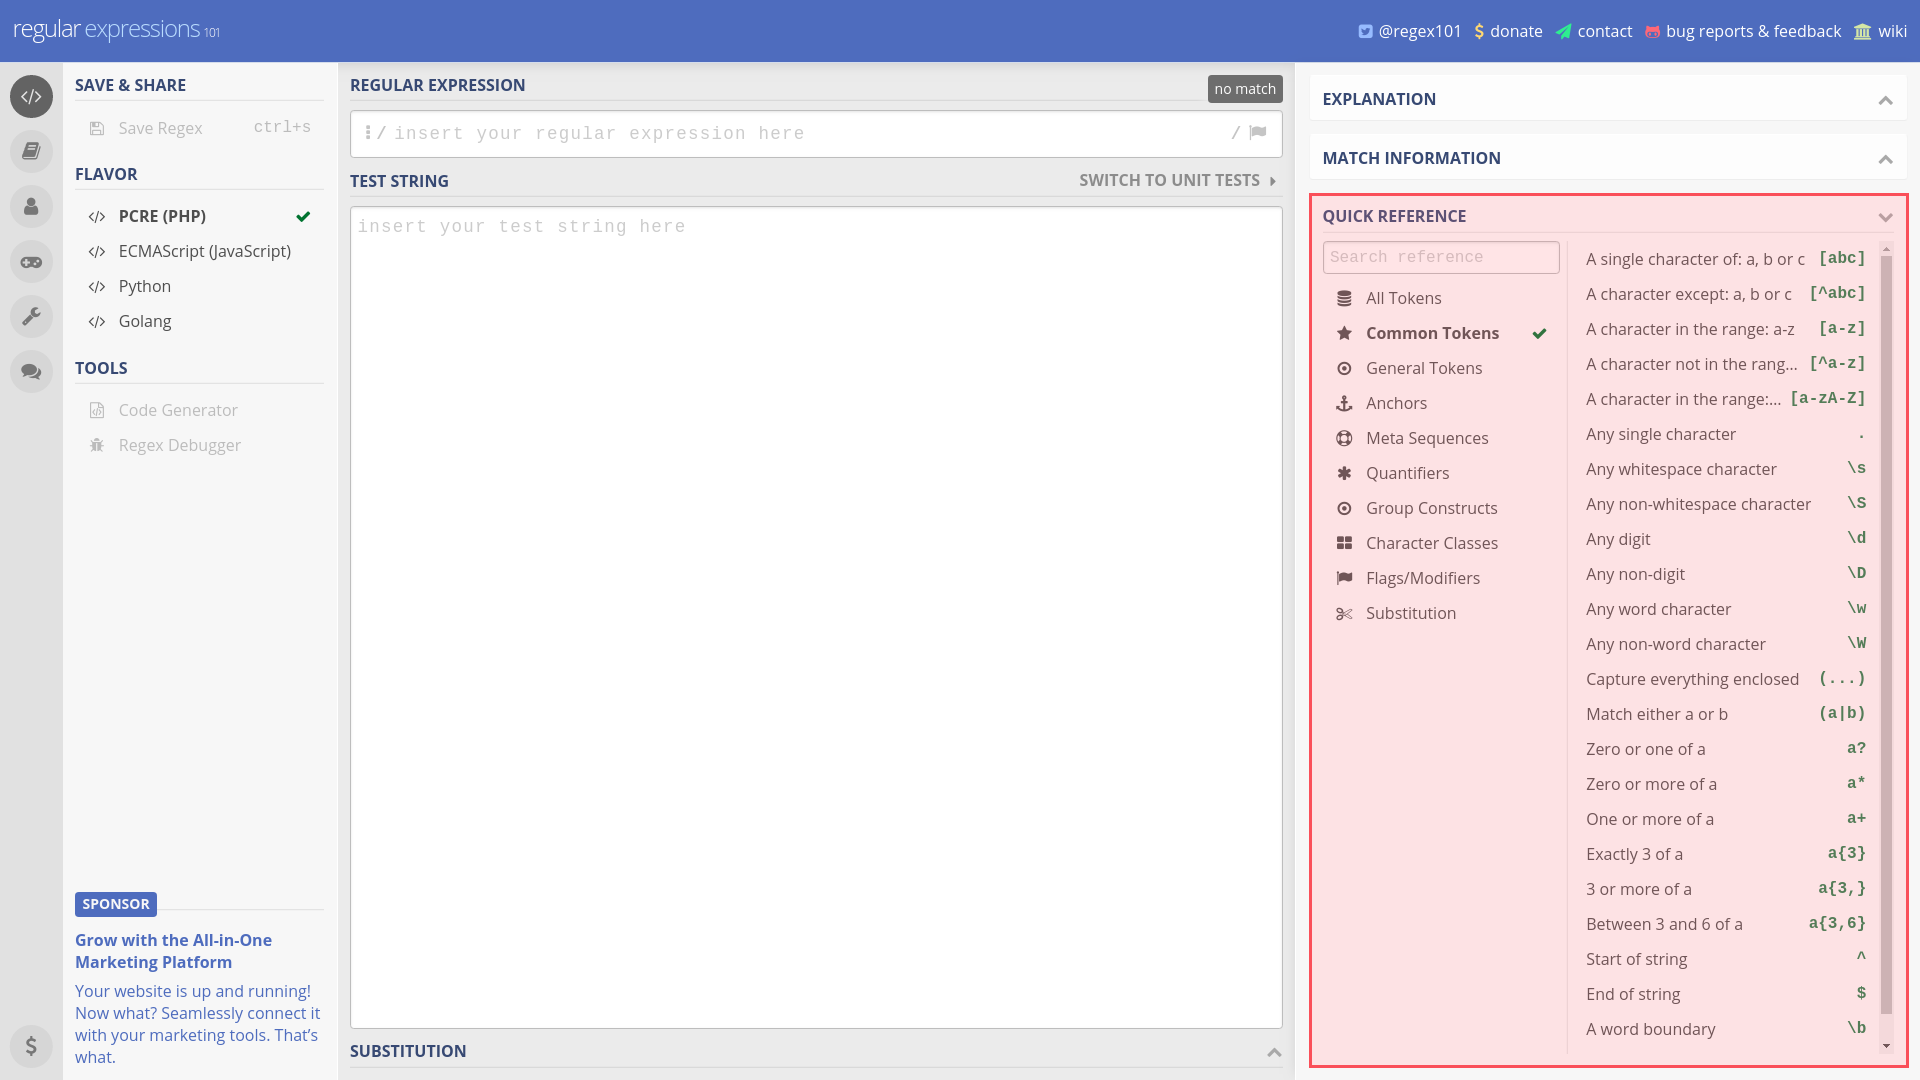 regular expressions 101
@regex101
donate
contact
bug reports & feedback
wiki
SAVE & SHARE
Save Regex ctrl+s
FLAVOR
</> PCRE (PHP)
</> ECMAScript (JavaScript)
</> Python
</> Golang
TOOLS
Code Generator
Regex Debugger
SPONSOR
Grow with the All-in-One
Marketing Platform
Your website is up and running!
Now what? Seamlessly connect it
with your marketing tools. That’s
what.
$
REGULAR EXPRESSION
no match
/ insert your regular expression here /
TEST STRING
SWITCH TO UNIT TESTS
insert your test string here
SUBSTITUTION
EXPLANATION
MATCH INFORMATION
QUICK REFERENCE
Search reference
All Tokens
Common Tokens
General Tokens
Anchors
Meta Sequences
Quantifiers
Group Constructs
Character Classes
Flags/Modifiers
Substitution
A single character of: a, b or c [abc]
A character except: a, b or c [^abc]
A character in the range: a-z [a-z]
A character not in the rang... [^a-z]
A character in the range:... [a-zA-Z]
Any single character .
Any whitespace character \s
Any non-whitespace character \S
Any digit \d
Any non-digit \D
Any word character \w
Any non-word character \W
Capture everything enclosed (...)
Match either a or b (a|b)
Zero or one of a a?
Zero or more of a a*
One or more of a a+
Exactly 3 of a a{3}
3 or more of a a{3,}
Between 3 and 6 of a a{3,6}
Start of string ^
End of string $
A word boundary \b